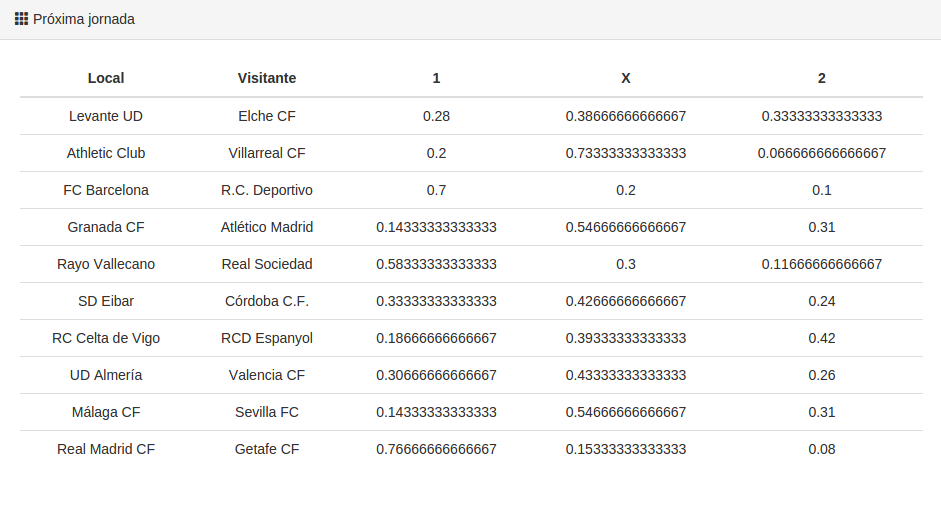 Próxima jornada
Local Visitante 1 X 2
Levante UD Elche CF 0.28 0.38666666666667 0.33333333333333
Athletic Club Villarreal CF 0.2 0.73333333333333 0.066666666666667
FC Barcelona R.C. Deportivo 0.7 0.2 0.1
Granada CF Atlético Madrid 0.14333333333333 0.54666666666667 0.31
Rayo Vallecano Real Sociedad 0.58333333333333 0.3 0.11666666666667
SD Eibar Córdoba C.F. 0.33333333333333 0.42666666666667 0.24
RC Celta de Vigo RCD Espanyol 0.18666666666667 0.39333333333333 0.42
UD Almería Valencia CF 0.30666666666667 0.43333333333333 0.26
Málaga CF Sevilla FC 0.14333333333333 0.54666666666667 0.31
Real Madrid CF Getafe CF 0.76666666666667 0.15333333333333 0.08